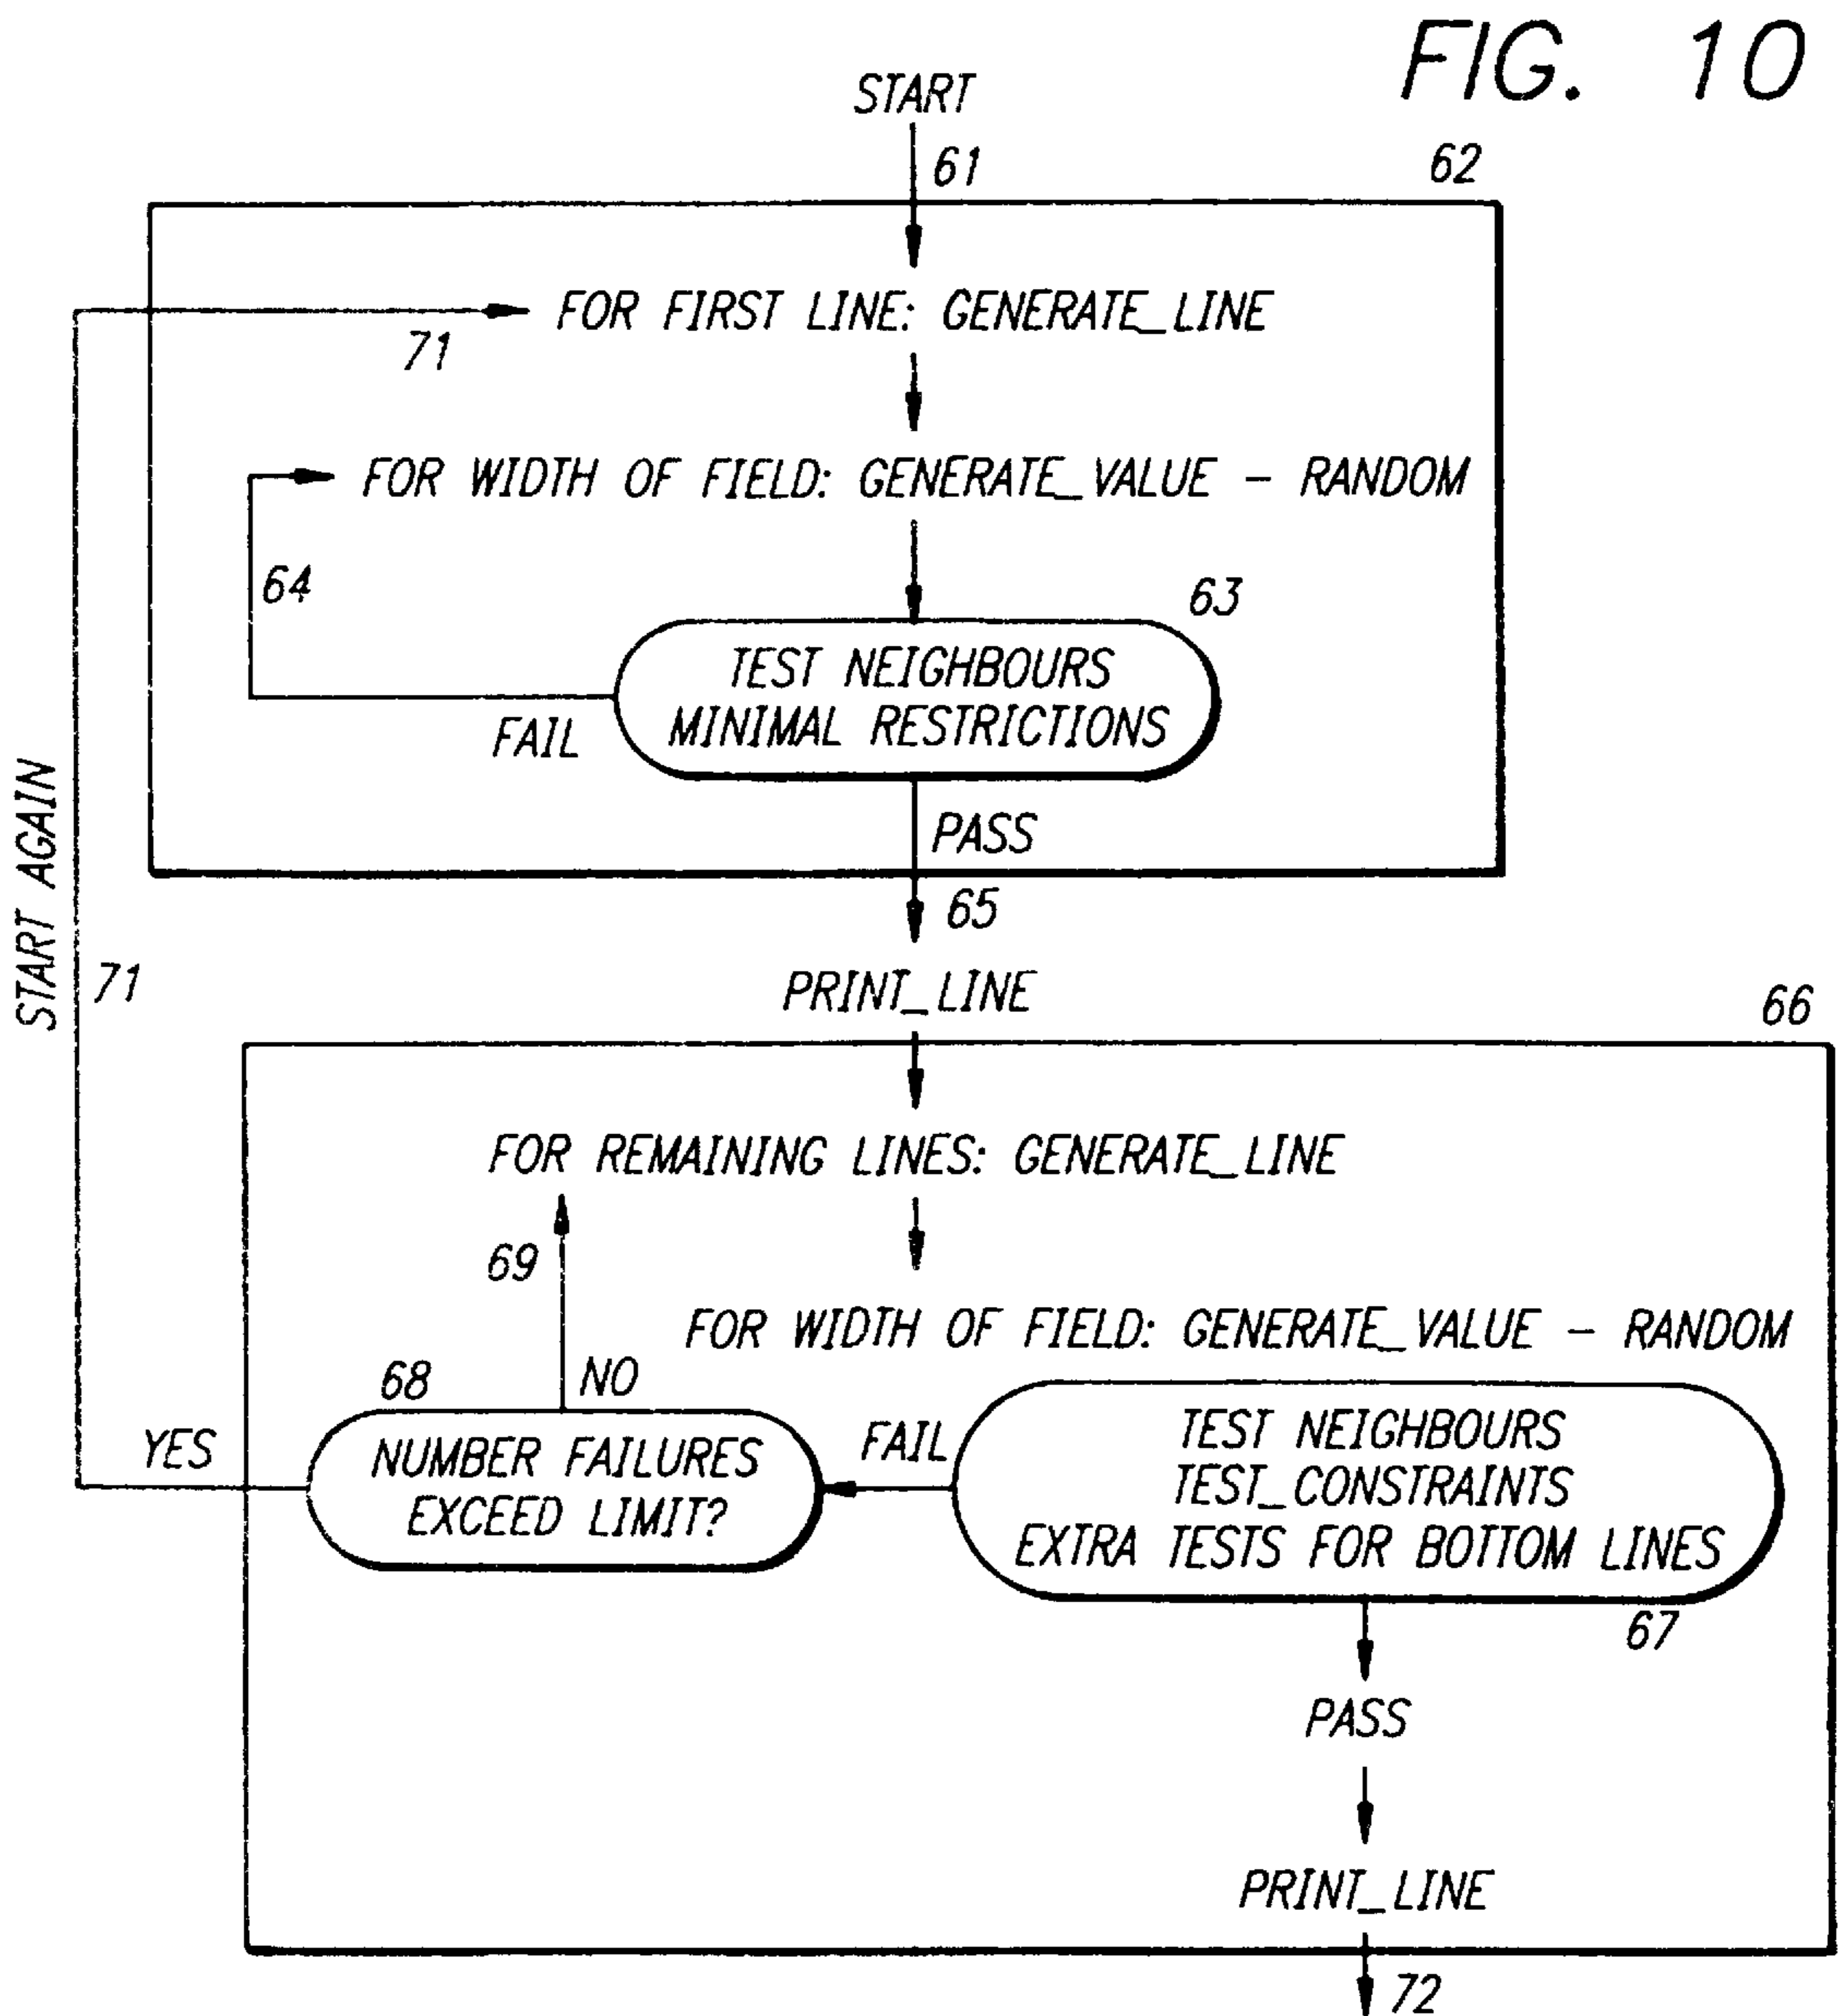 FIG. 10
START
61
62
FOR FIRST LINE: GENERATE_LINE
71
FOR WIDTH OF FIELD: GENERATE_VALUE - RANDOM
64
63
TEST NEIGHBOURS
MINIMAL RESTRICTIONS
FAIL
PASS
65
START AGAIN
71
PRINT_LINE
66
FOR REMAINING LINES: GENERATE_LINE
69
FOR WIDTH OF FIELD: GENERATE_VALUE - RANDOM
68
NO
YES
NUMBER FAILURES
EXCEED LIMIT?
FAIL
TEST NEIGHBOURS
TEST_CONSTRAINTS
EXTRA TESTS FOR BOTTOM LINES
67
PASS
PRINT_LINE
72